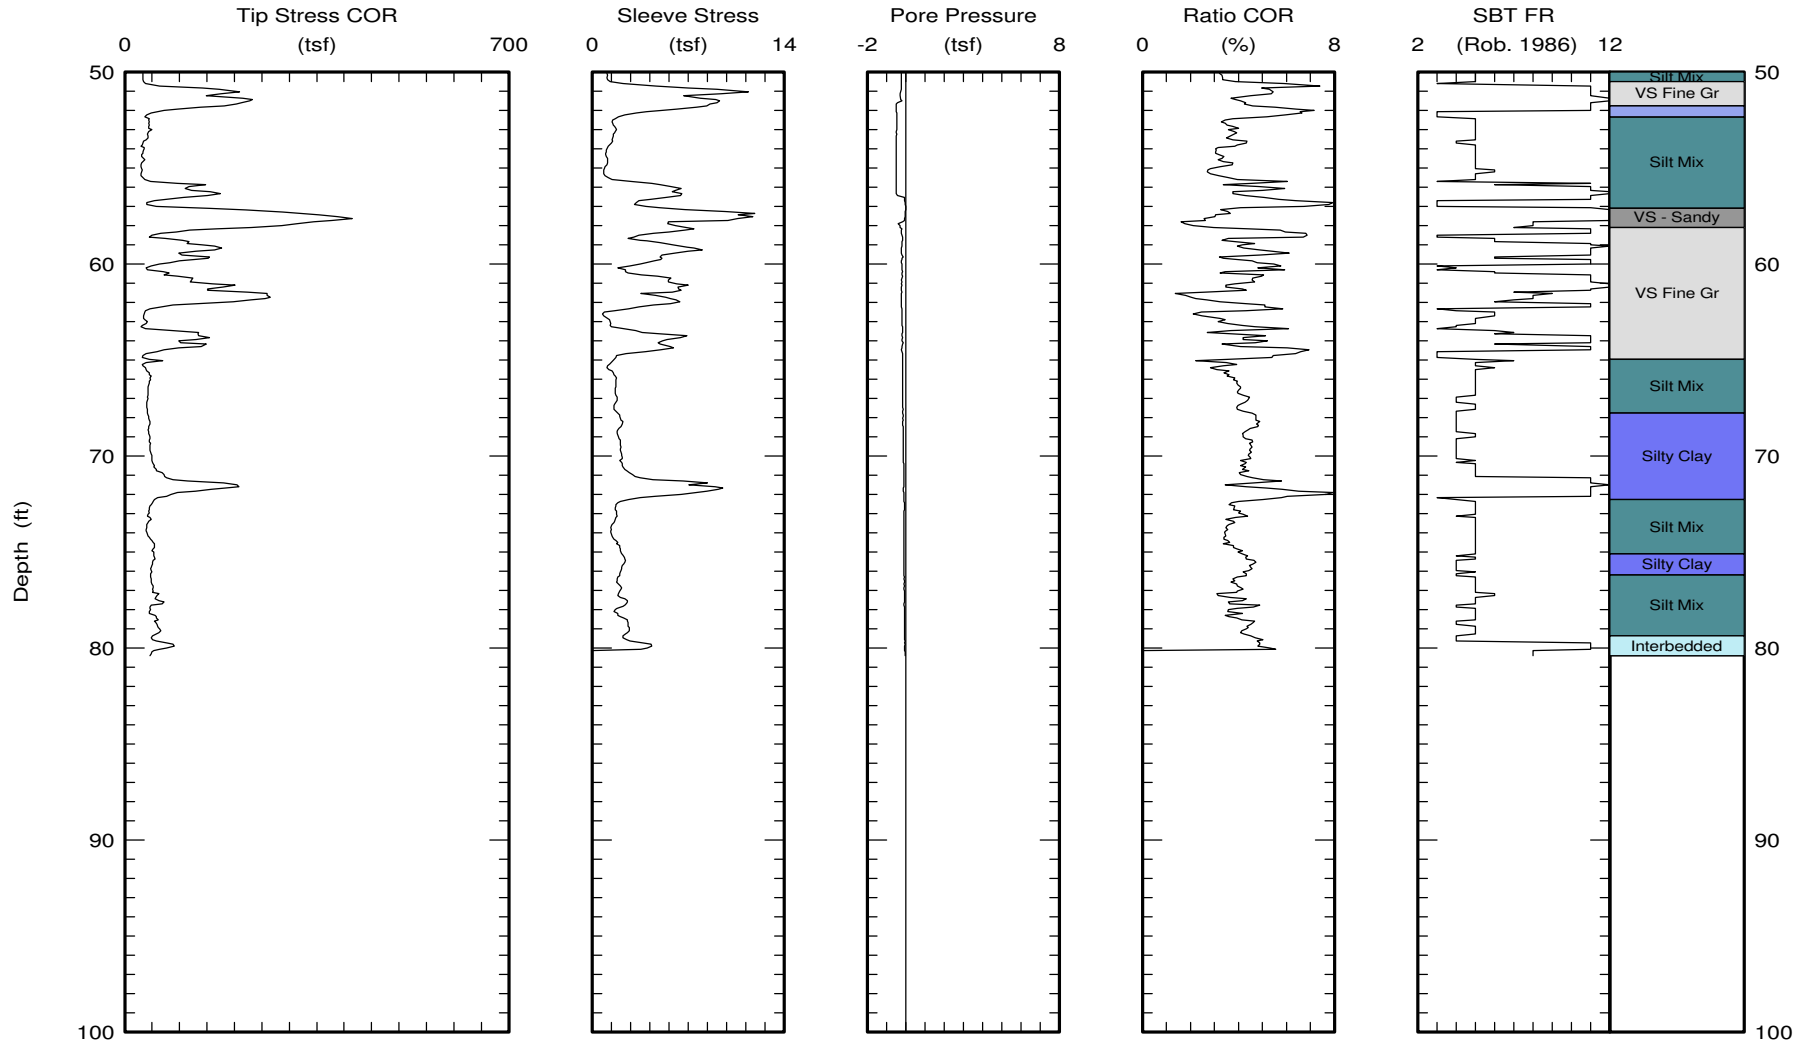 Tip Stress COR Sleeve Stress Pore Pressure Ratio COR SBT FR
0 (tsf) 700 0 (tsf) 14 -2 (tsf) 8 0 (%) 8 2 (Rob. 1986) 12
50 Silt Mix 50
VS Fine Gr
Silt Mix
VS - Sandy
60 60
VS Fine Gr
Silt Mix
70 Silty Clay 70
Silt Mix
Silty Clay
Depth (ft)
Silt Mix
80 Interbedded 80
90 90
100 100